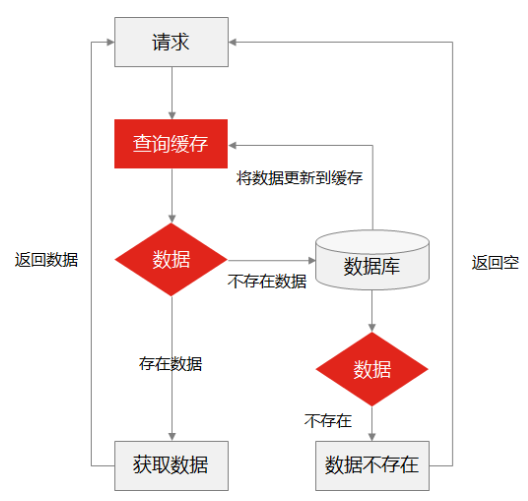 请求
查询缓存
将数据更新到缓存
返回数据
数据
不存在数据
数据库
返回空
存在数据
数据
不存在
获取数据
数据不存在